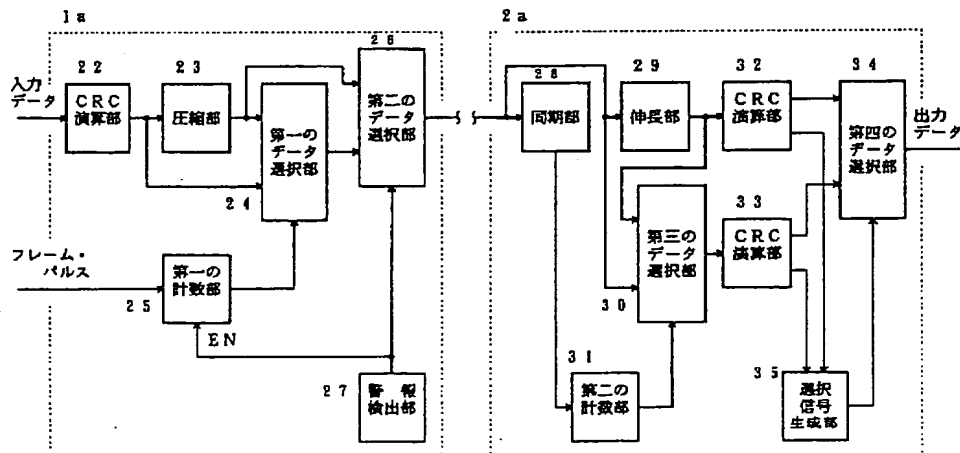 1a
2a
22
入力
データ
CRC
演算部
23
圧縮部
第一の
データ
選択部
24
26
第二の
データ
選択部
フレーム・
パルス
第一の
計数部
25
EN
27
警報
検出部
28
同期部
29
伸長部
32
CRC
演算部
34
第四の
データ
選択部
出力
データ
第三の
データ
選択部
30
33
CRC
演算部
31
第二の
計数部
35
選択
信号
生成部